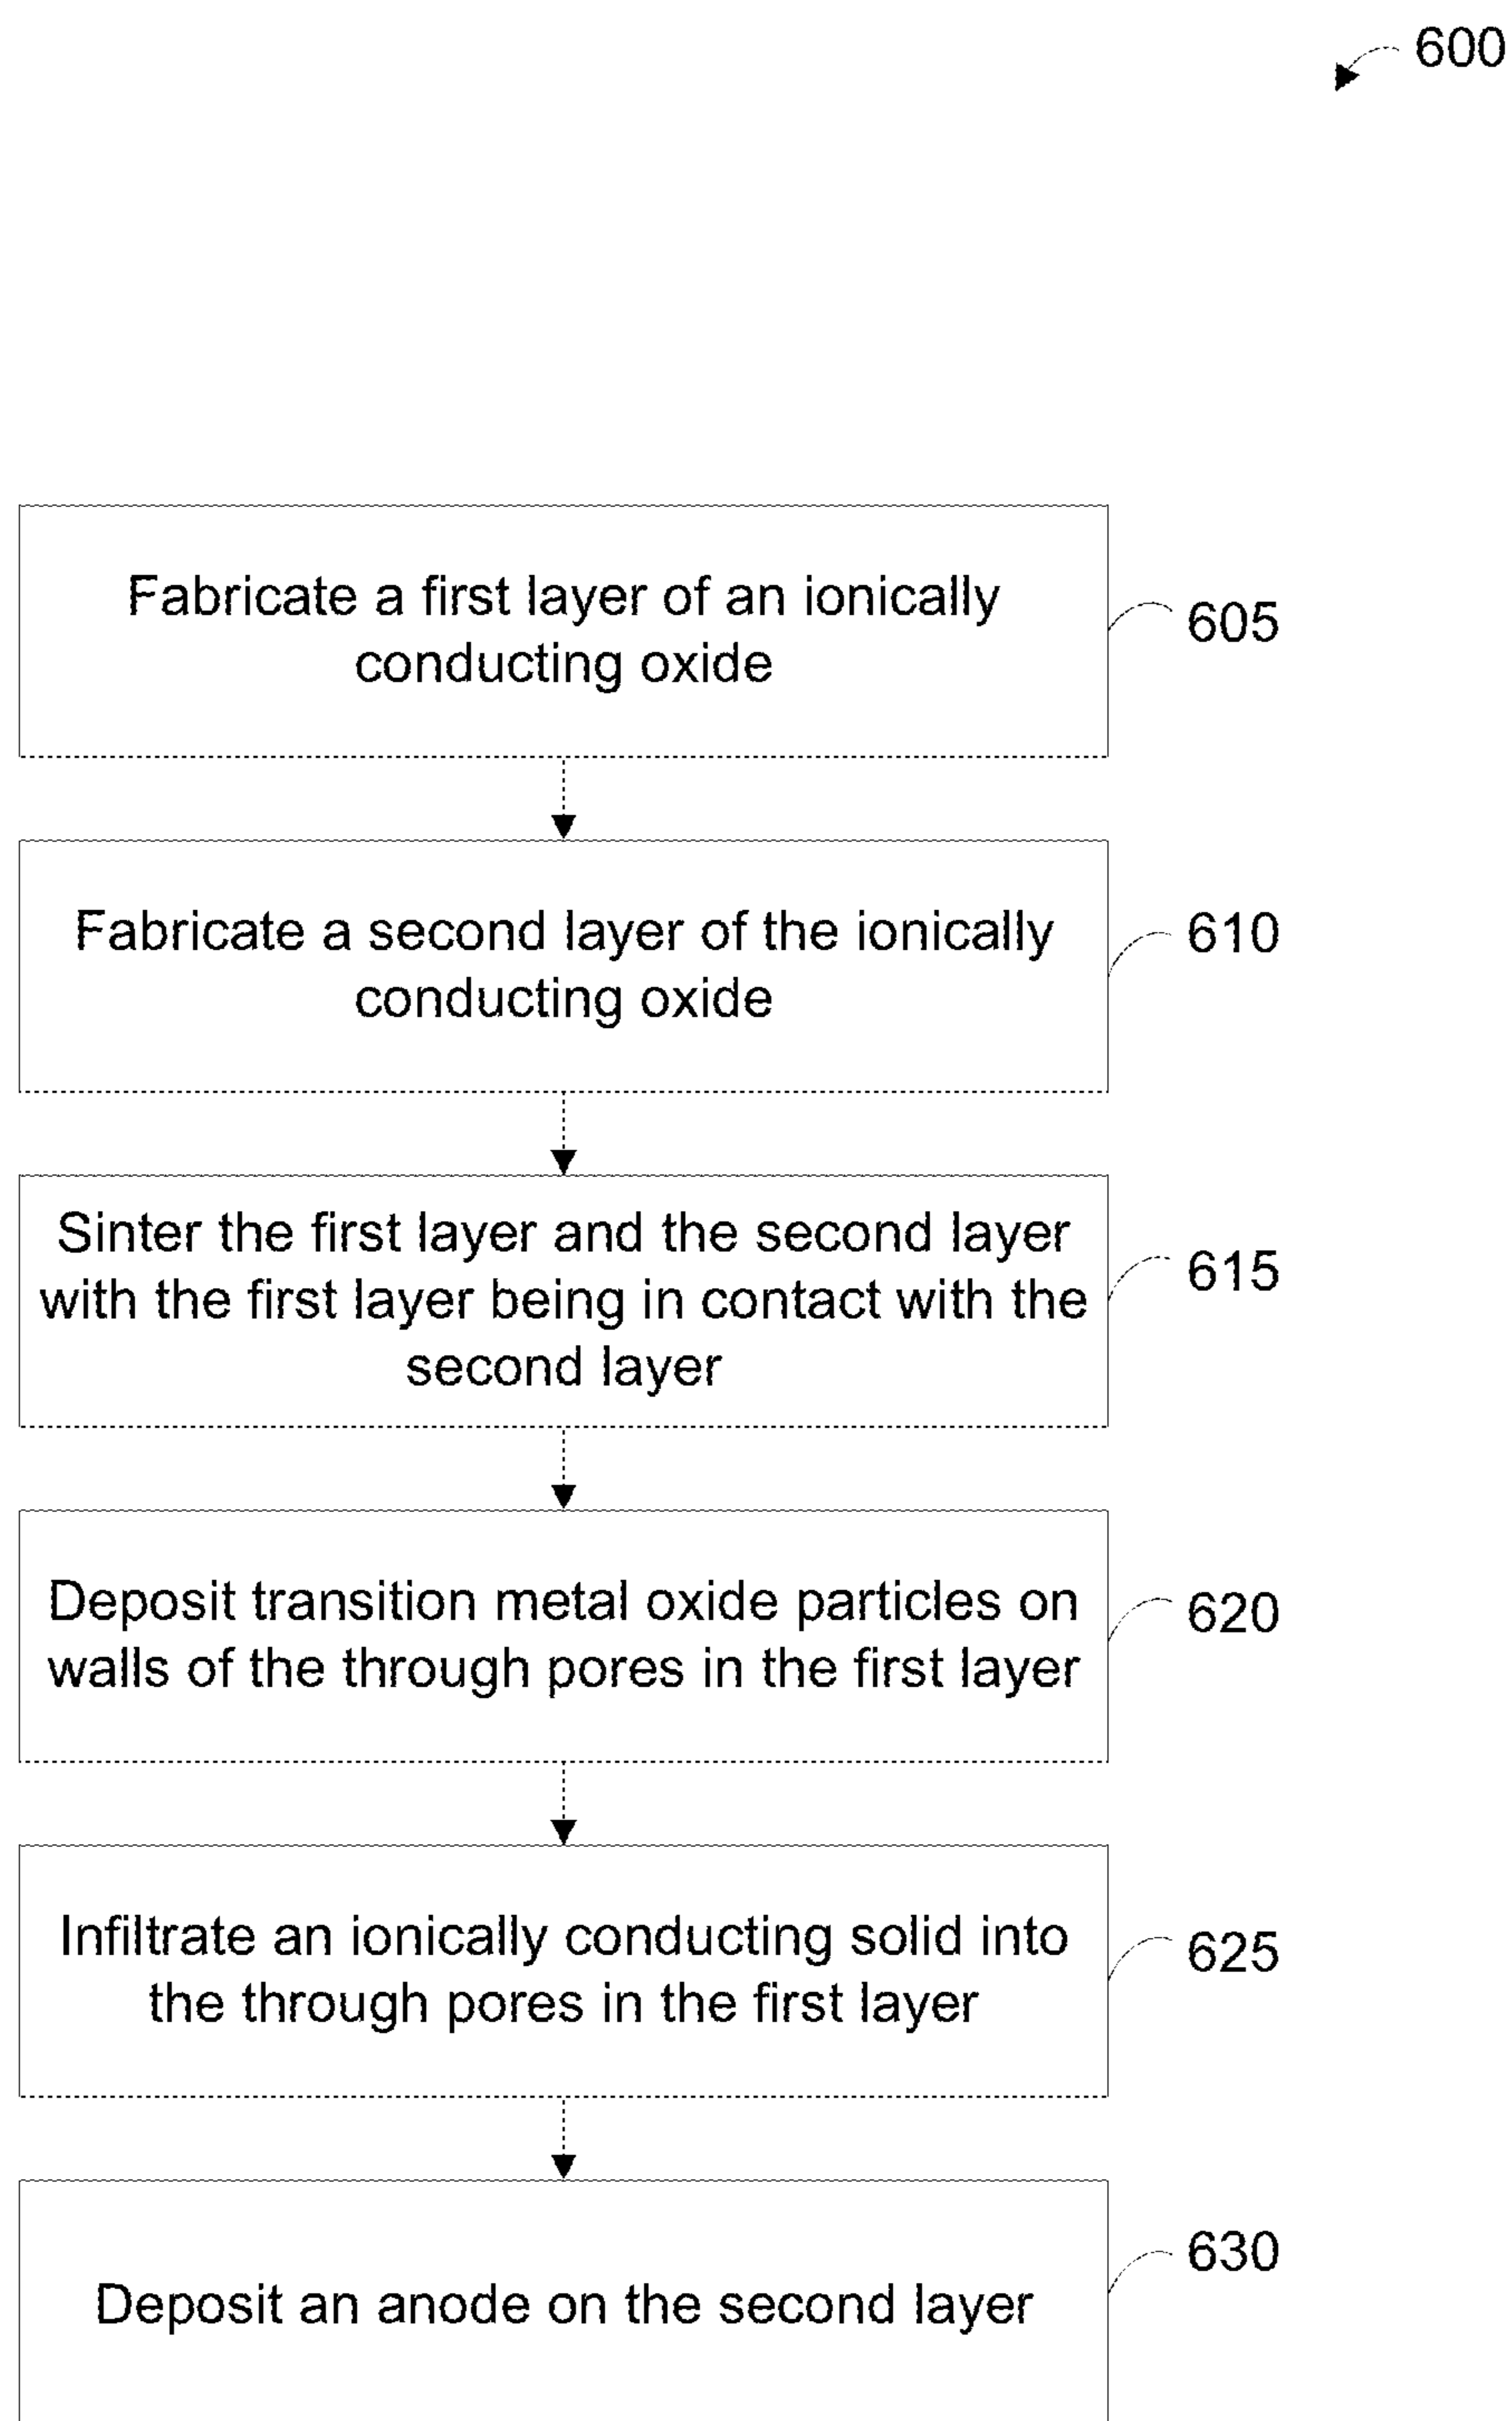 600
Fabricate a first layer of an ionically
conducting oxide
605
Fabricate a second layer of the ionically
conducting oxide
610
Sinter the first layer and the second layer
with the first layer being in contact with the
second layer
615
Deposit transition metal oxide particles on
walls of the through pores in the first layer
620
Infiltrate an ionically conducting solid into
the through pores in the first layer
625
Deposit an anode on the second layer
630